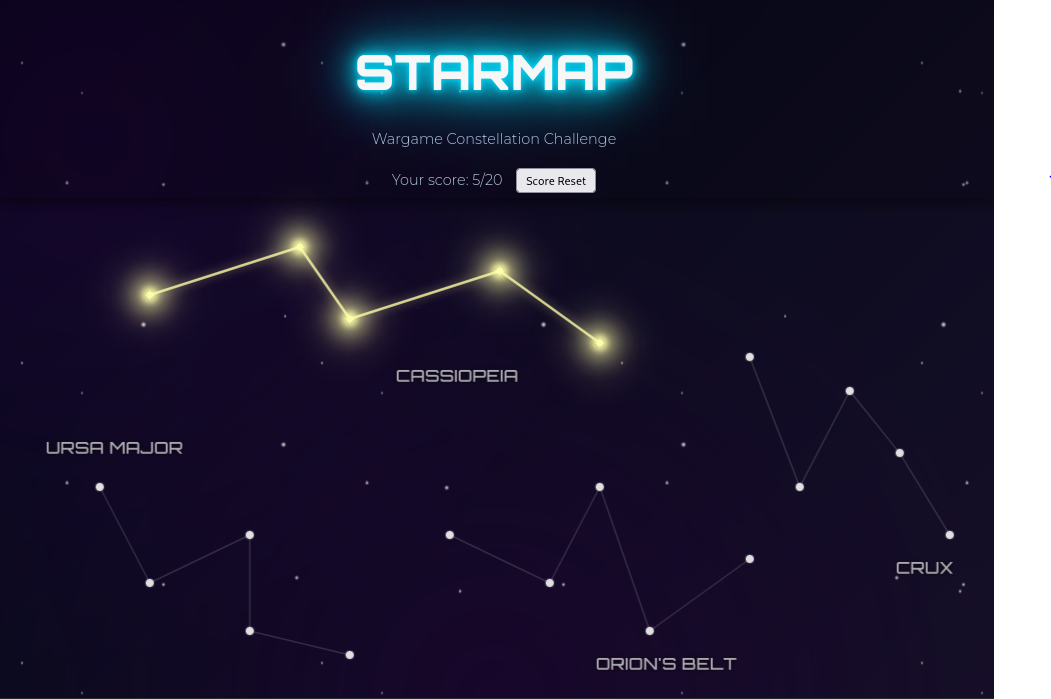 STARMAP
Wargame Constellation Challenge
Your score: 5/20 Score Reset
CASSIOPEIA
URSA MAJOR
CRUX
ORION'S BELT